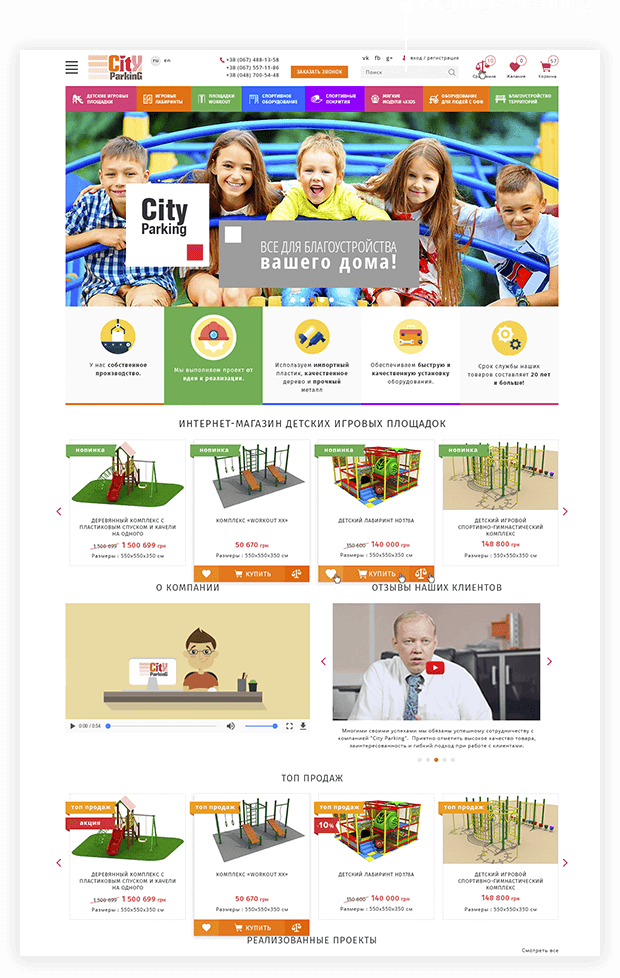 City
ParkinG
ru en
+38 (067) 488-13-58
+38 (067) 557-11-86
+38 (048) 700-54-48
ЗАКАЗАТЬ ЗВОНОК
vk fb g+ вход / регистрация
Поиск
10
0
57
Сравнение Желания Корзина
ДЕТСКИЕ ИГРОВЫЕ
ПЛОЩАДКИ
ИГРОВЫЕ
ЛАБИРИНТЫ
ПЛОЩАДКИ
WORKOUT
СПОРТИВНОЕ
ОБОРУДОВАНИЕ
СПОРТИВНЫЕ
ПОКРЫТИЯ
МЯГКИЕ
МОДУЛИ 4KIDS
ОБОРУДОВАНИЕ
ДЛЯ ЛЮДЕЙ С ОФВ
БЛАГОУСТРОЙСТВО
ТЕРРИТОРИЙ
City
Parking
ВСЕ ДЛЯ БЛАГОУСТРОЙСТВА
вашего дома!
У нас собственное
производство.
Мы выполняем проект от
идеи к реализации.
Используем импортный
пластик, качественное
дерево и прочный
металл
Обеспечиваем быструю и
качественную установку
оборудования.
Срок службы наших
товаров составляет 20 лет
и больше!
ИНТЕРНЕТ-МАГАЗИН ДЕТСКИХ ИГРОВЫХ ПЛОЩАДОК
новинка
ДЕРЕВЯННЫЙ КОМПЛЕКС С
ПЛАСТИКОВЫМ СПУСКОМ И КАЧЕЛИ
НА ОДНОГО
1 500 699 1 500 699 грн
Размеры : 550х550х350 см
новинка
КОМПЛЕКС «WORKOUT XX»
50 670 грн
Размеры : 550х550х350 см
КУПИТЬ
новинка
ДЕТСКИЙ ЛАБИРИНТ HD178A
150 600 140 000 грн
Размеры : 550х550х350 см
КУПИТЬ
новинка
ДЕТСКИЙ ИГРОВОЙ
СПОРТИВНО-ГИМНАСТИЧЕСКИЙ
КОМПЛЕКС
148 800 грн
Размеры : 550х550х350 см
О КОМПАНИИ
City
ParkinG
0:00 / 0:54
ОТЗЫВЫ НАШИХ КЛИЕНТОВ
Многими своими успехами мы обязаны успешному сотрудничеству с
компанией "City Parking". Приятно отметить высокое качество товара,
заинтересованность и гибкий подход при работе с клиентами.
ТОП ПРОДАЖ
топ продаж
акция
ДЕРЕВЯННЫЙ КОМПЛЕКС С
ПЛАСТИКОВЫМ СПУСКОМ И КАЧЕЛИ
НА ОДНОГО
1 500 699 1 500 699 грн
Размеры : 550х550х350 см
топ продаж
КОМПЛЕКС «WORKOUT XX»
50 670 грн
Размеры : 550х550х350 см
КУПИТЬ
топ продаж
-10%
ДЕТСКИЙ ЛАБИРИНТ HD178A
150 600 140 000 грн
Размеры : 550х550х350 см
топ продаж
ДЕТСКИЙ ИГРОВОЙ
СПОРТИВНО-ГИМНАСТИЧЕСКИЙ
КОМПЛЕКС
148 800 грн
Размеры : 550х550х350 см
РЕАЛИЗОВАННЫЕ ПРОЕКТЫ
Смотреть все